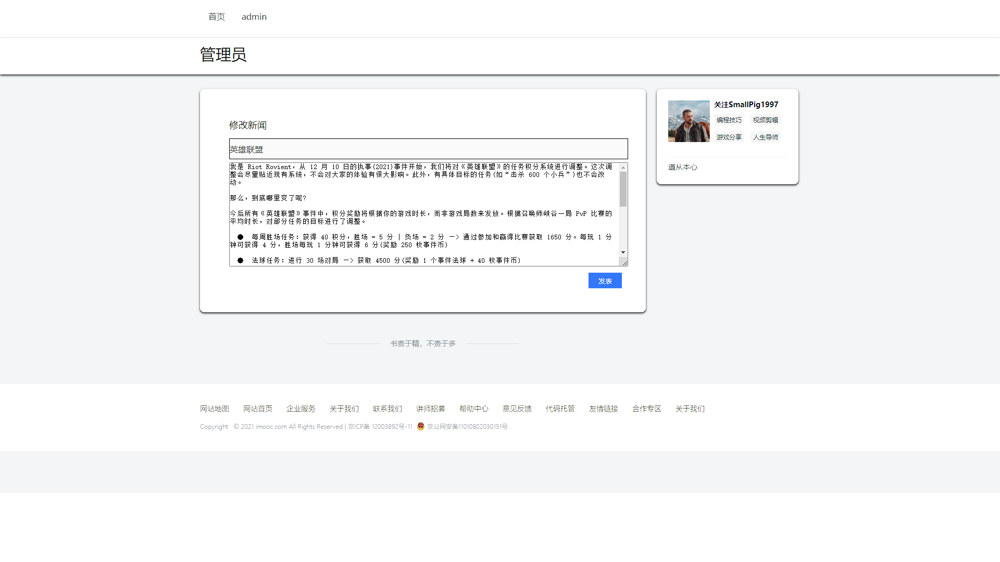 首页 admin
管理员
修改新闻
英雄联盟
我是 Riot Rovient，从 12 月 10 日的执事(2021)事件开始，我们将对《英雄联盟》的任务积分系统进行调整。这次调
整会尽量贴近现有系统，不会对大家的体验有很大影响。此外，有具体目标的任务(如“击杀 600 个小兵”)也不会改
动。
那么，到底哪里变了呢?
今后所有《英雄联盟》事件中，积分奖励将根据你的游戏时长，而非游戏局数来发放。根据召唤师峡谷一局 PvP 比赛的
平均时长，对部分任务的目标进行了调整。
● 每周胜场任务：获得 40 积分，胜场 = 5 分 | 负场 = 2 分 —> 通过参加和赢得比赛获取 1650 分。每玩 1 分
钟可获得 4 分，胜场每玩 1 分钟可获得 6 分(奖励 250 枚事件币)
● 法球任务：进行 30 场对局 —> 获取 4500 分(奖励 1 个事件法球 + 40 枚事件币)
发表
关注SmallPig1997
编程技巧 视频剪辑
游戏分享 人生导师
遵从本心
书贵于精，不贵于多
网站地图 网站首页 企业服务 关于我们 联系我们 讲师招募 帮助中心 意见反馈 代码托管 友情链接 合作专区 关于我们
Copyright © 2021 imooc.com All Rights Reserved | 京ICP备 12003892号-11 京公网安备11010802030151号